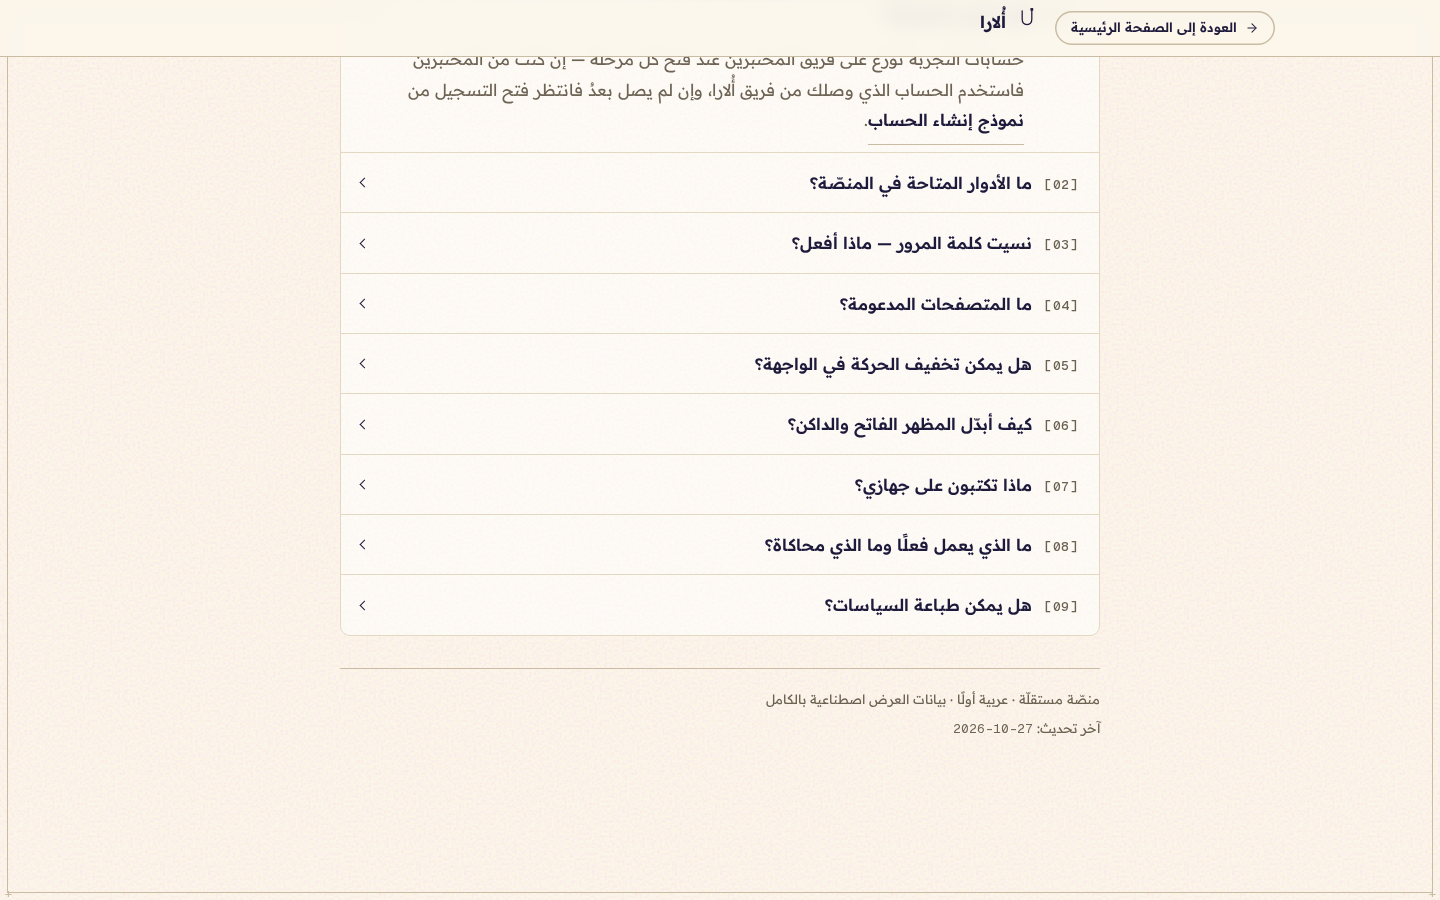 العودة إلى الصفحة الرئيسية
ألارا
حسابات التجربة توزع على فريق المختبرين عند فتح كل مرحلة — إن كنت من المختبرين
فاستخدم الحساب الذي وصلك من فريق ألارا، وإن لم يصل بعدُ فانتظر فتح التسجيل من
نموذج إنشاء الحساب.
[02] ما الأدوار المتاحة في المنصّة؟
[03] نسيت كلمة المرور — ماذا أفعل؟
[04] ما المتصفحات المدعومة؟
[05] هل يمكن تخفيف الحركة في الواجهة؟
[06] كيف أبدّل المظهر الفاتح والداكن؟
[07] ماذا تكتبون على جهازي؟
[08] ما الذي يعمل فعلًا وما الذي محاكاة؟
[09] هل يمكن طباعة السياسات؟
منصّة مستقلّة · عربية أولًا · بيانات العرض اصطناعية بالكامل
آخر تحديث: 27-10-2026